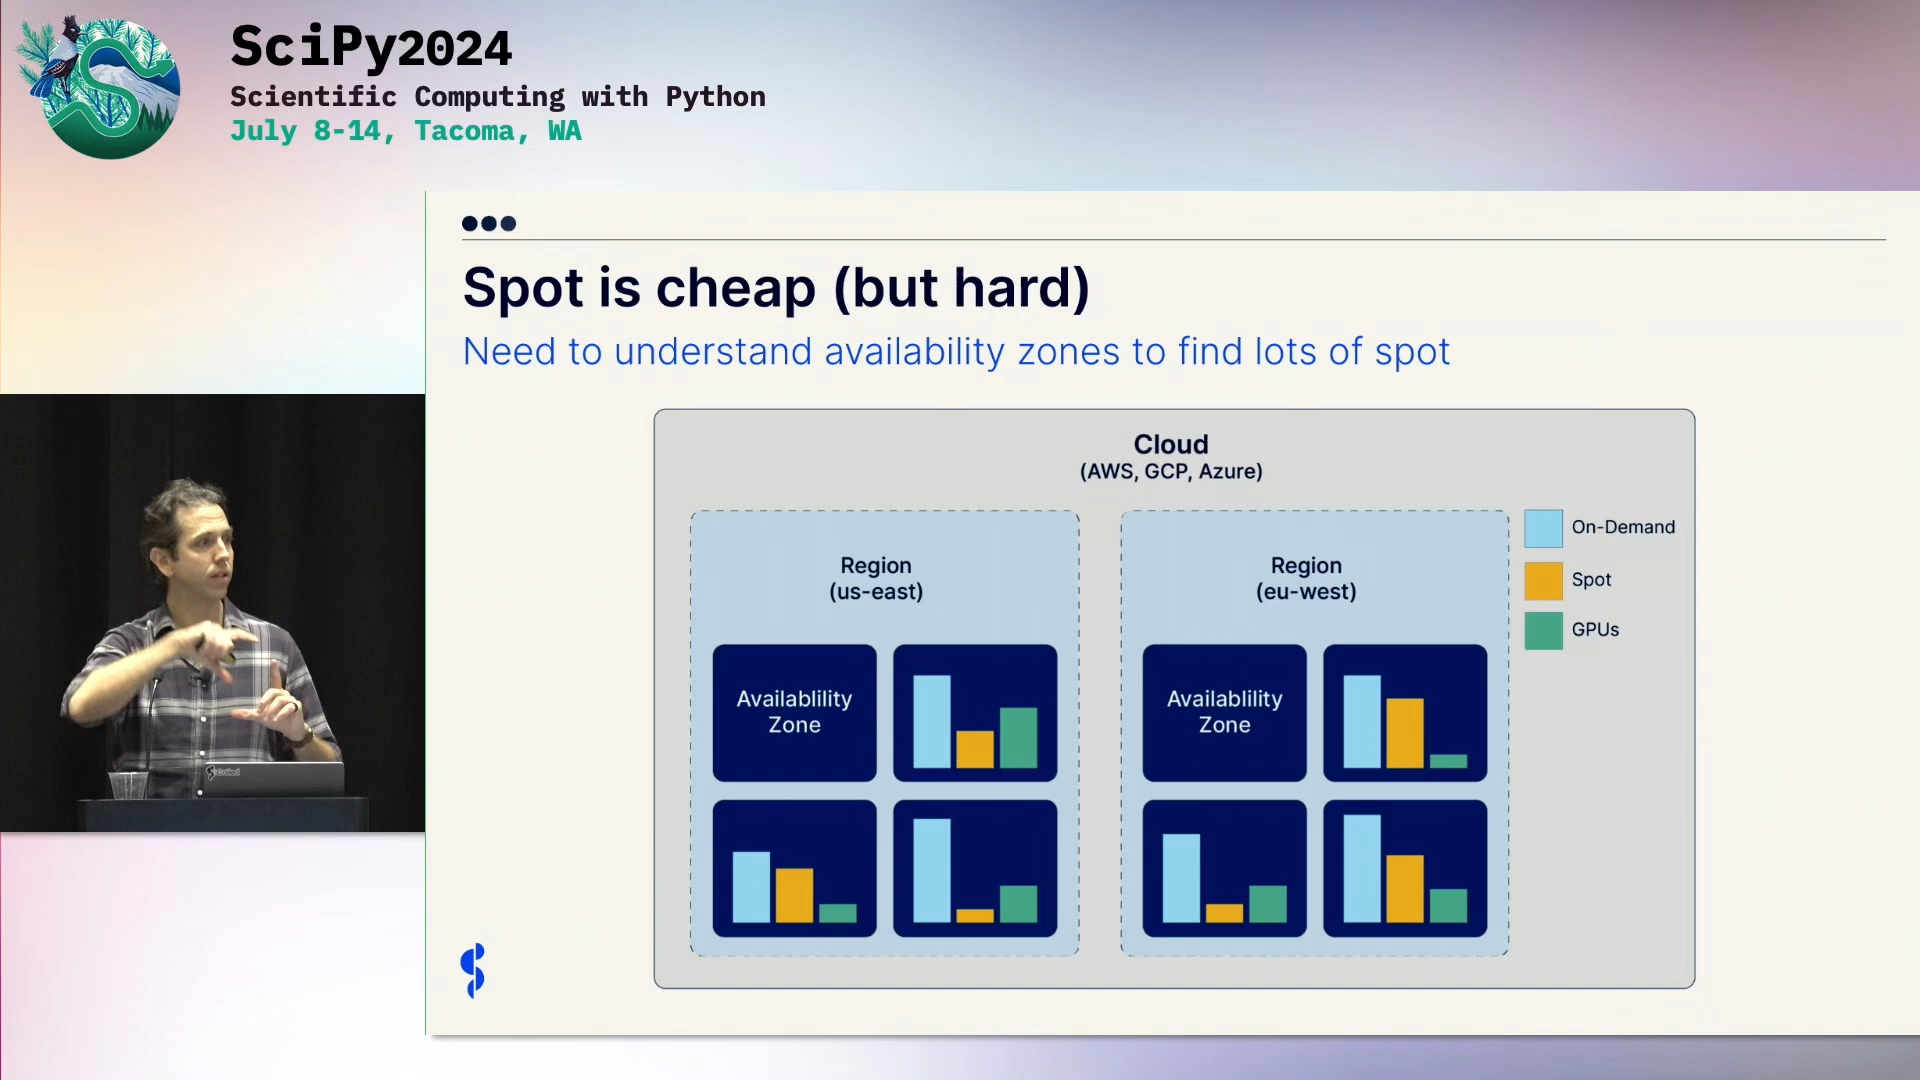 SciPy2024
Scientific Computing with Python
July 8-14, Tacoma, WA
Spot is cheap (but hard)
Need to understand availability zones to find lots of spot
Cloud
(AWS, GCP, Azure)
Region
(us-east)
Availablility
Zone
Region
(eu-west)
Availablility
Zone
On-Demand
Spot
GPUs
Coiled